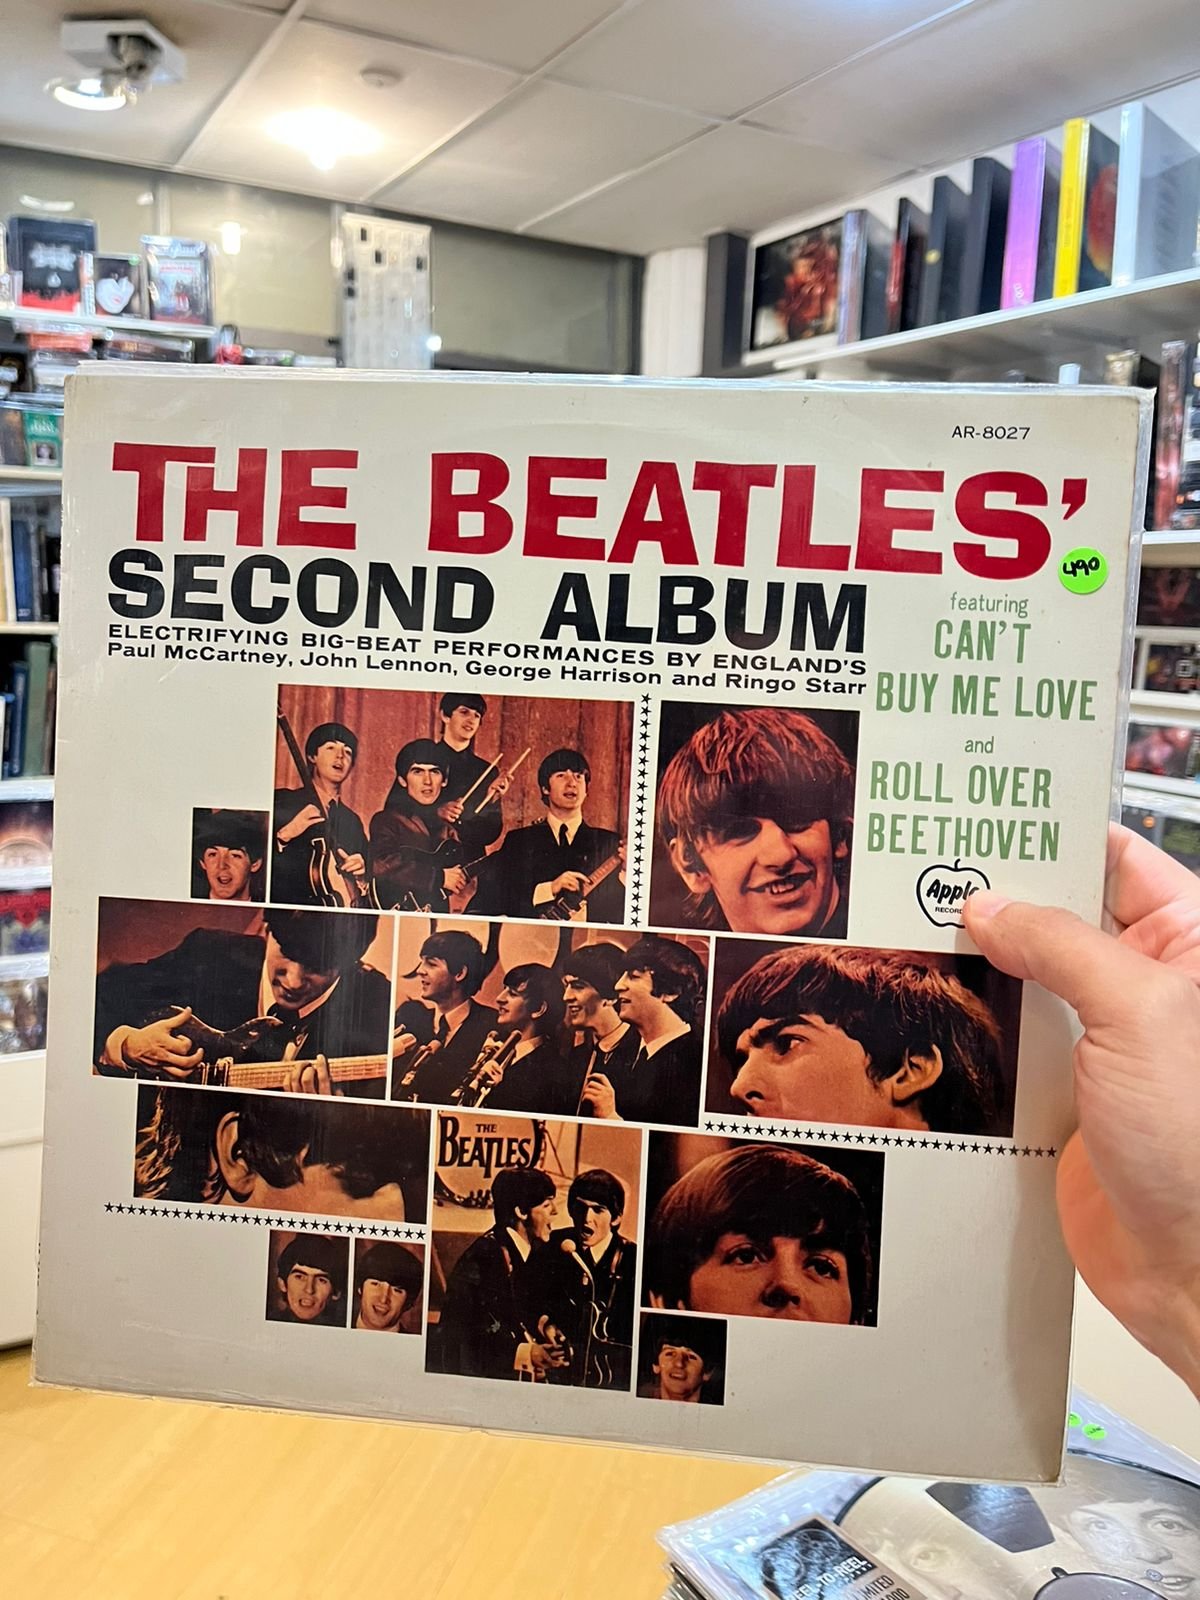 AR-8027
THE BEATLES'
SECOND ALBUM
ELECTRIFYING BIG-BEAT PERFORMANCES BY ENGLAND'S
Paul McCartney, John Lennon, George Harrison and Ringo Starr
490
featuring
CAN'T
BUY ME LOVE
and
ROLL OVER
BEETHOVEN
Apple
RECORDS
THE
BEATLES